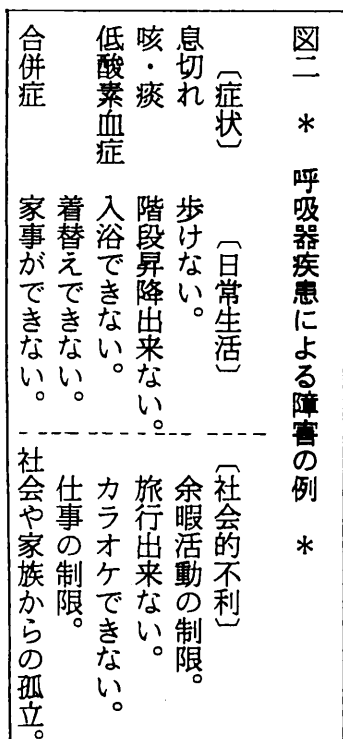 図二 * 呼吸器疾患による障害の例 *
〔症状〕 〔日常生活〕 〔社会的不利〕
息切れ 歩けない。 余暇活動の制限。
咳・痰 階段昇降出来ない。 旅行出来ない。
低酸素血症 入浴できない。 カラオケできない。
着替えできない。 仕事の制限。
合併症 家事ができない。 社会や家族からの孤立。